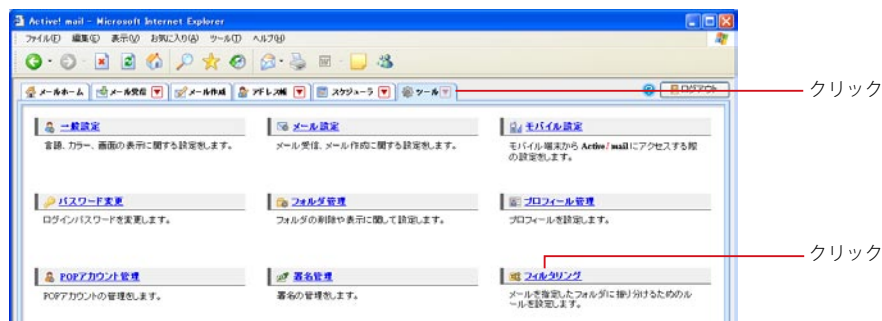 Active! mail - Microsoft Internet Explorer
ファイル(F) 編集(E) 表示(V) お気に入り(A) ツール(T) ヘルプ(H)
メールホーム メール受信 メール作成 アドレス帳 スケジューラ ツール ログアウト
クリック
一般設定 メール設定 モバイル設定
言語、カラー、画面の表示に関する設定をします。 メール受信、メール作成に関する設定をします。 モバイル端末から Active! mail にアクセスする際
の設定をします。
パスワード変更 フォルダ管理 プロフィール管理
ログインパスワードを変更します。 フォルダの削除や表示に関して設定します。 プロフィールを設定します。
クリック
POPアカウント管理 署名管理 フィルタリング
POPアカウントの管理をします。 署名の管理をします。 メールを指定したフォルダに振り分けるためのル
ールを設定します。